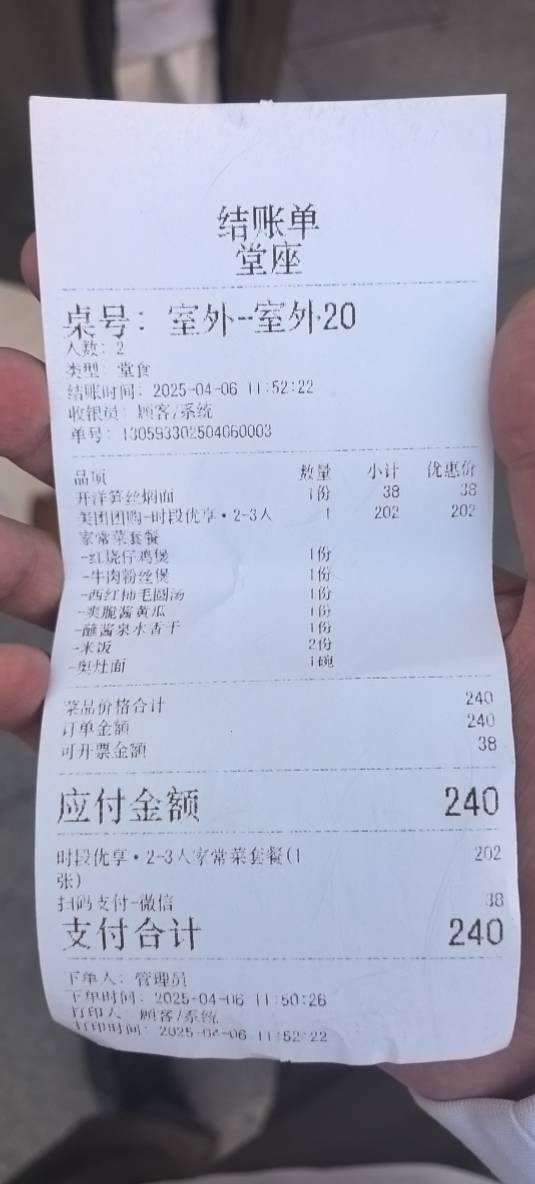 结账单
堂座
桌号: 室外-室外20
人数: 2
类型: 堂食
结账时间: 2025-04-06 11:52:22
收银员: 顾客/系统
单号: 130593302504060003
品项 数量 小计 优惠价
开洋笋丝焖面 1份 38 38
美团团购-时段优享·2-3人 1 202 202
家常菜套餐
-红烧仔鸡煲 1份
-牛肉粉丝煲 1份
-西红柿毛圆汤 1份
-爽脆酱黄瓜 1份
-蘸酱泉水香干 1份
-米饭 2份
-奥灶面 1碗
菜品价格合计 240
订单金额 240
可开票金额 38
应付金额 240
时段优享·2-3人家常菜套餐(1 202
张)
扫码支付-微信 38
支付合计 240
下单人: 管理员
下单时间: 2025-04-06 11:50:26
打印人: 顾客/系统
打印时间: 2025-04-06 11:52:22